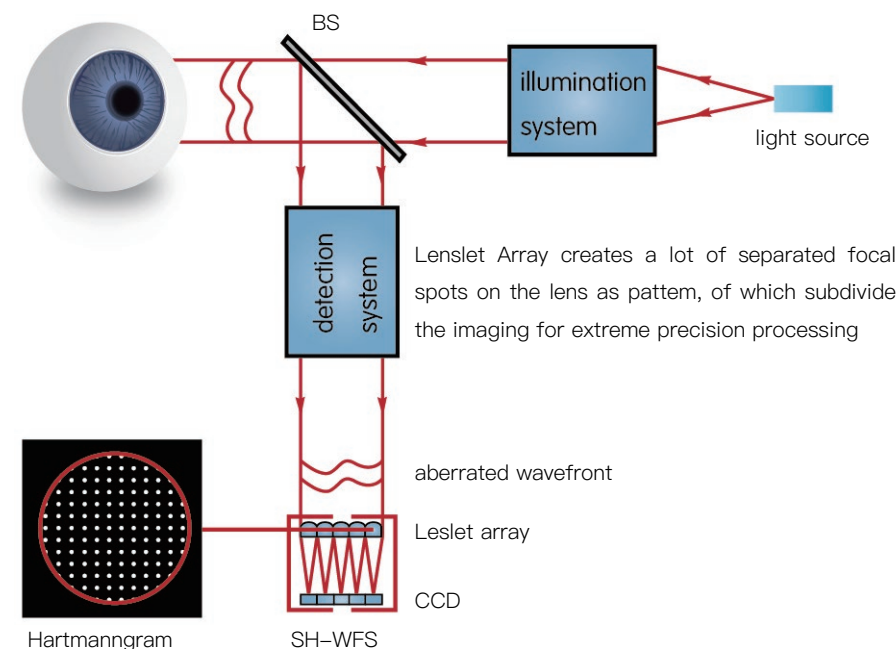 BS
illumination
system
light source
detection
system
Lenslet Array creates a lot of separated focal
spots on the lens as pattem, of which subdivide
the imaging for extreme precision processing
aberrated wavefront
Leslet array
CCD
Hartmanngram
SH-WFS